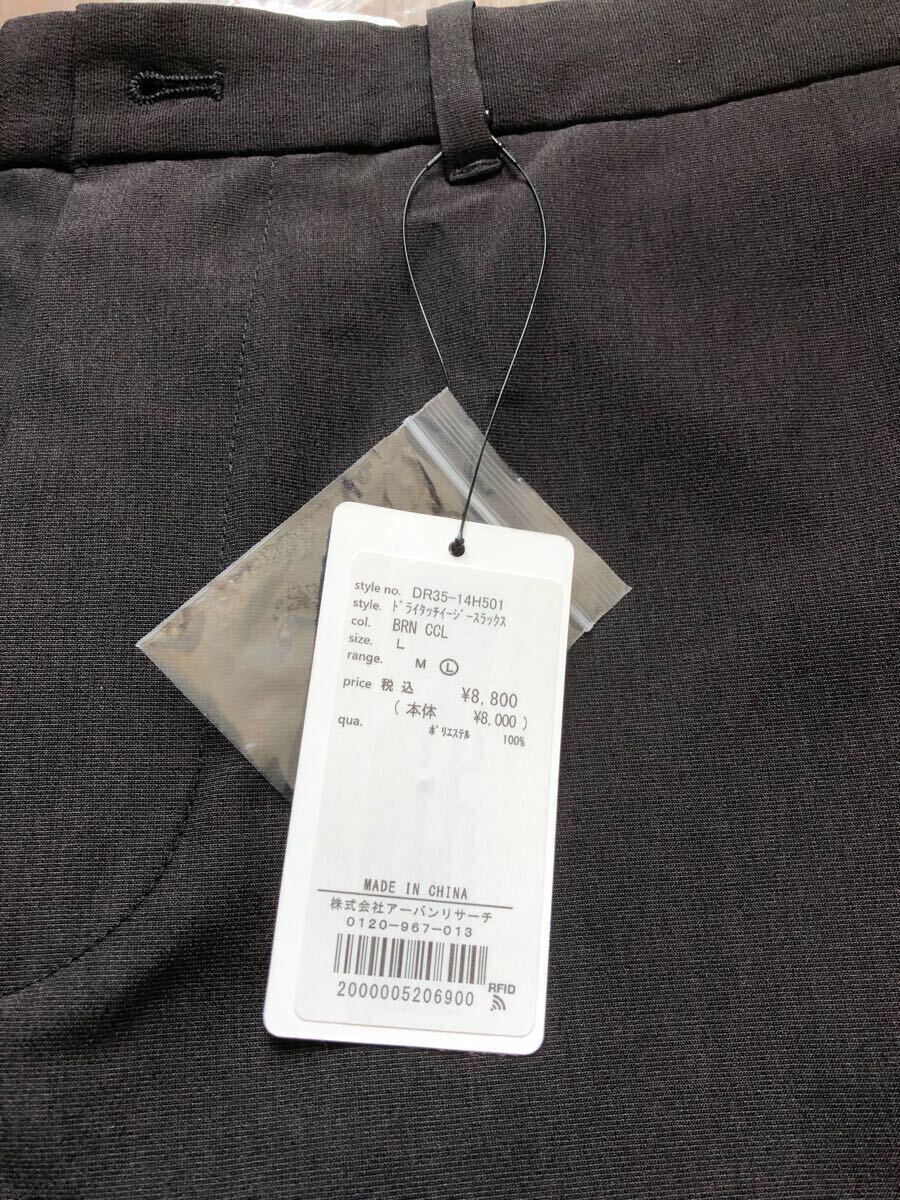 style no. DR35-14H501
style. ﾄﾞﾗｲﾀｯﾁｲｰｼﾞｰｽﾗｯｸｽ
col. BRN CCL
size. L
range. M Ⓛ
price 税込 ¥8,800
( 本体 ¥8,000 )
qua. ﾎﾟﾘｴｽﾃﾙ 100%
MADE IN CHINA
株式会社アーバンリサーチ
0120-967-013
2000005206900
RFID